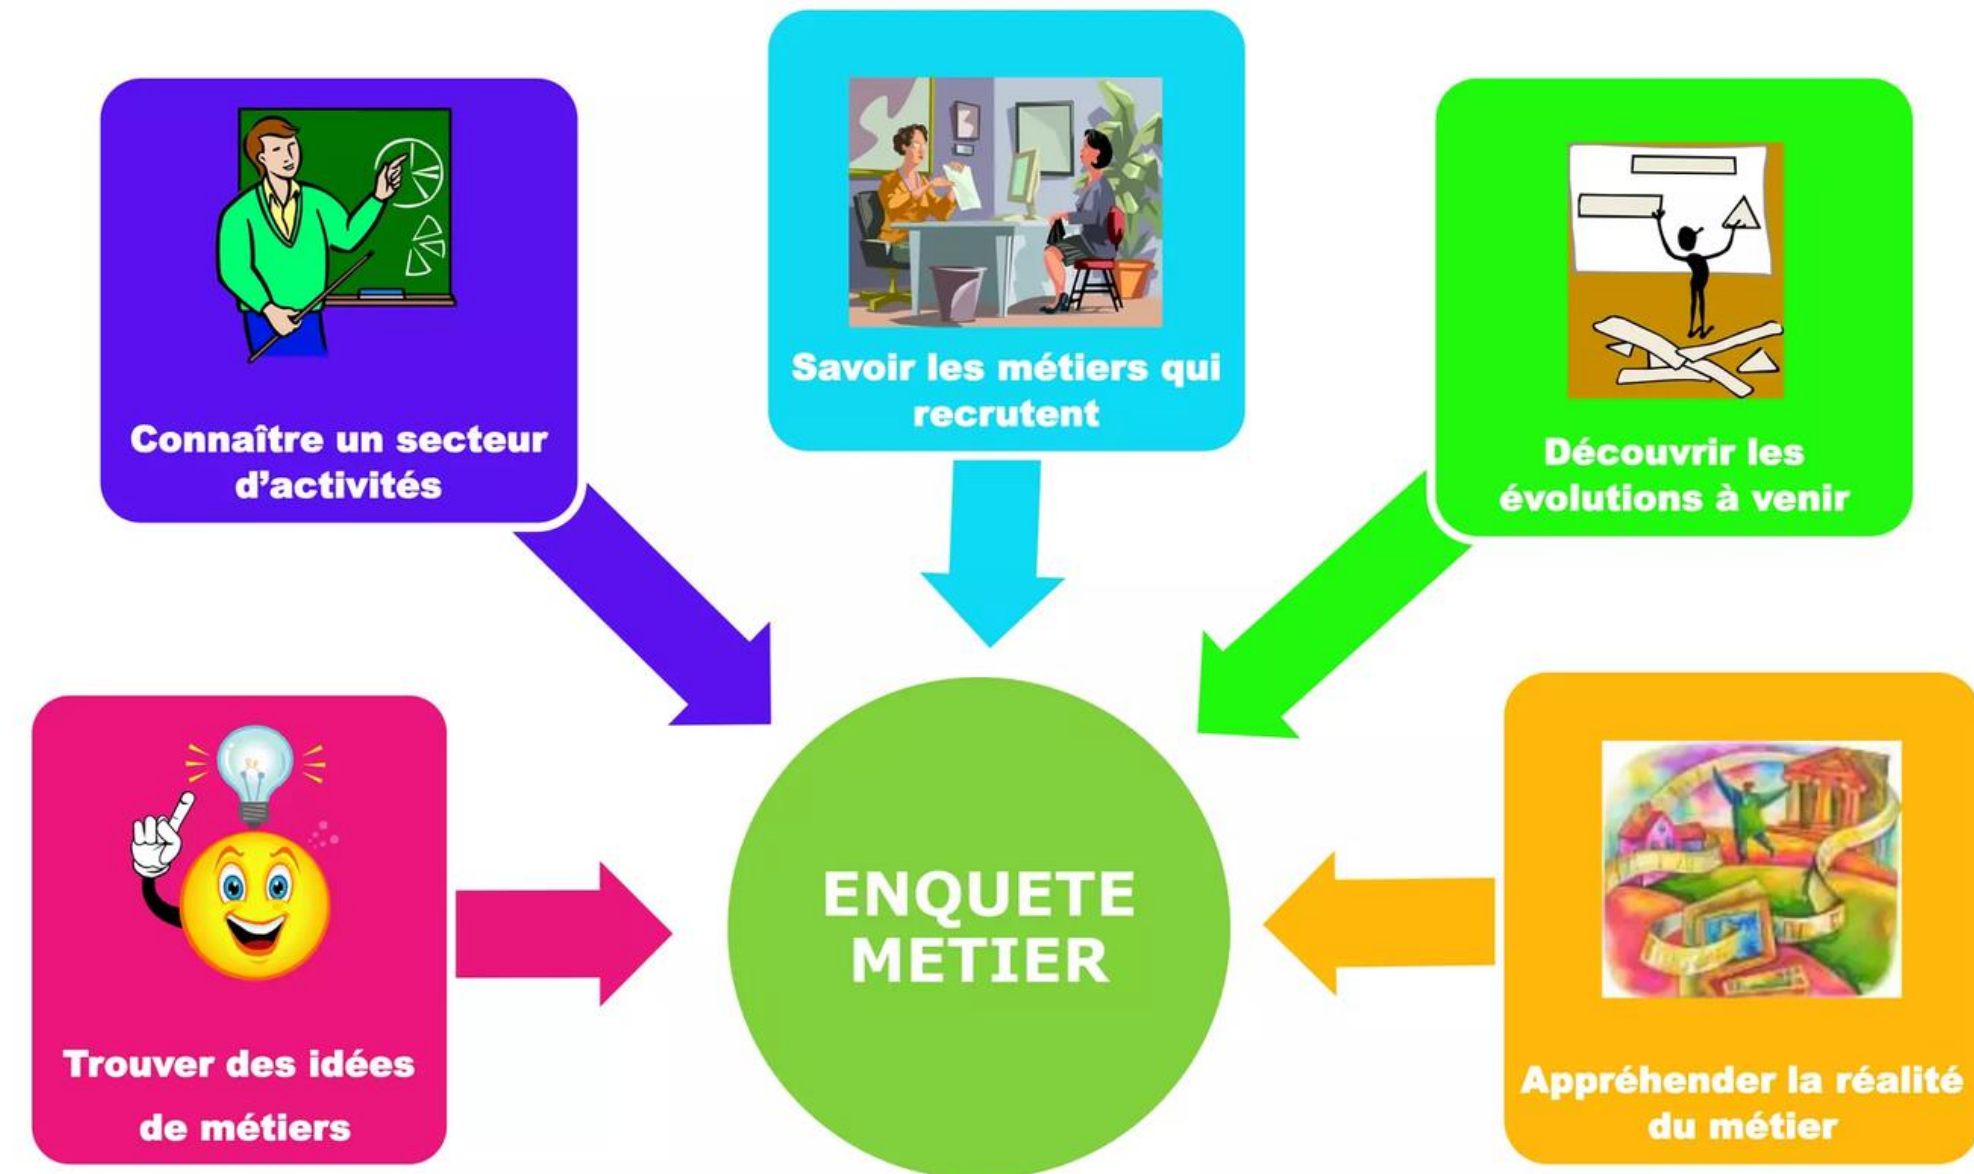 Savoir les métiers qui
recrutent
Connaître un secteur
d’activités
Découvrir les
évolutions à venir
ENQUETE
METIER
Trouver des idées
de métiers
Appréhender la réalité
du métier